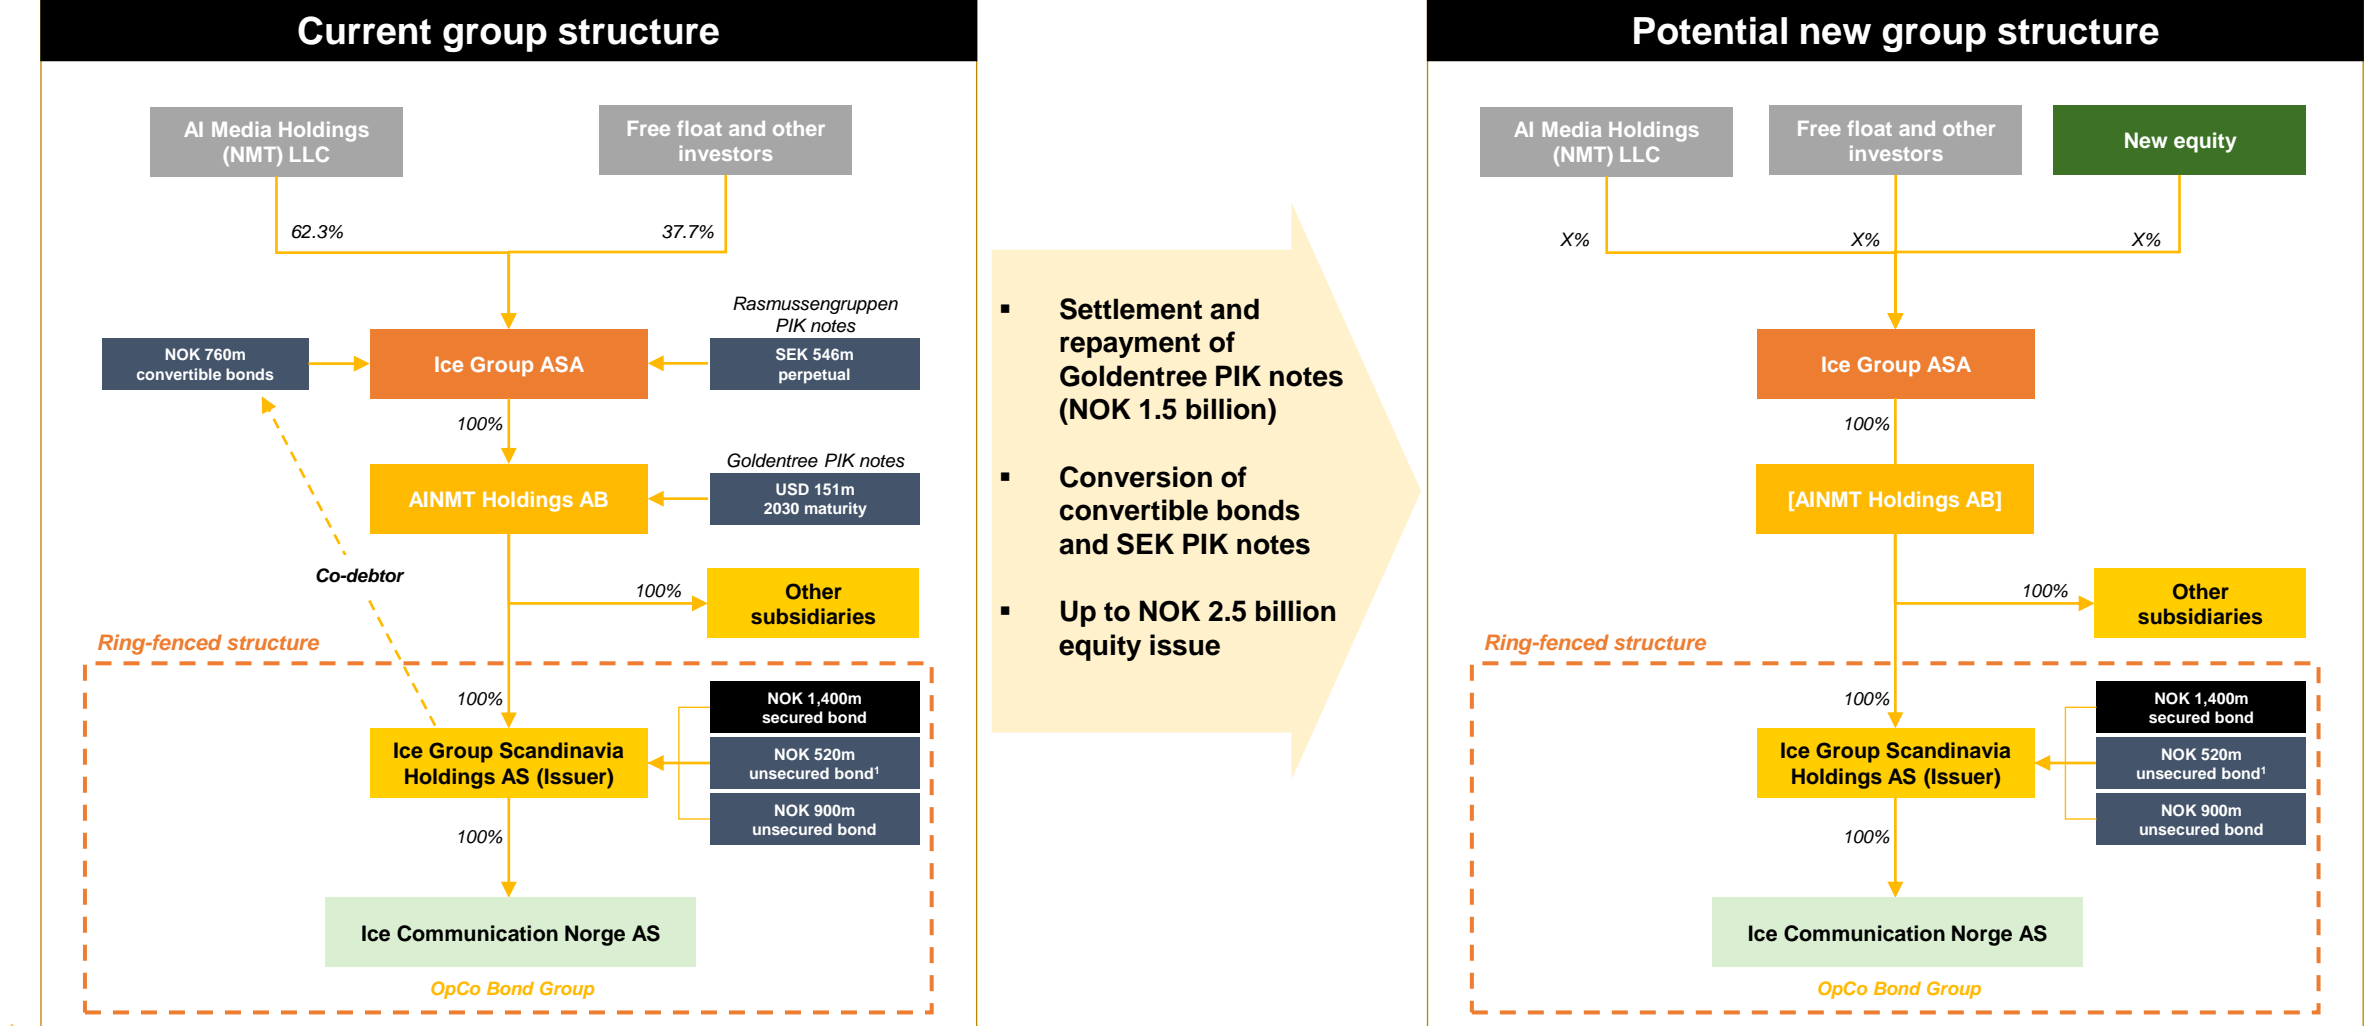 Current group structure
AI Media Holdings
(NMT) LLC
Free float and other
investors
62.3%
37.7%
Rasmussengruppen
PIK notes
NOK 760m
convertible bonds
Ice Group ASA
SEK 546m
perpetual
100%
Goldentree PIK notes
AINMT Holdings AB
USD 151m
2030 maturity
Co-debtor
100%
Other
subsidiaries
Ring-fenced structure
100%
NOK 1,400m
secured bond
Ice Group Scandinavia
Holdings AS (Issuer)
NOK 520m
unsecured bond¹
NOK 900m
unsecured bond
100%
Ice Communication Norge AS
OpCo Bond Group
▪ Settlement and
repayment of
Goldentree PIK notes
(NOK 1.5 billion)
▪ Conversion of
convertible bonds
and SEK PIK notes
▪ Up to NOK 2.5 billion
equity issue
Potential new group structure
AI Media Holdings
(NMT) LLC
Free float and other
investors
New equity
X%
X%
X%
Ice Group ASA
100%
[AINMT Holdings AB]
100%
Other
subsidiaries
Ring-fenced structure
100%
NOK 1,400m
secured bond
Ice Group Scandinavia
Holdings AS (Issuer)
NOK 520m
unsecured bond¹
NOK 900m
unsecured bond
100%
Ice Communication Norge AS
OpCo Bond Group